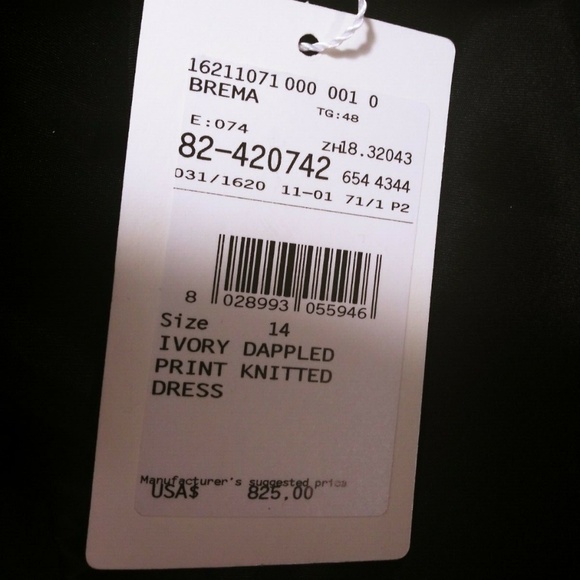 16211071 000 001 0
BREMA
TG:48
E:074
ZH18.32043
82-420742
654 4344
031/1620 11-01 71/1 P2
8 028993 055946
Size 14
IVORY DAPPLED
PRINT KNITTED
DRESS
Manufacturer's suggested price
USA$ 825.00